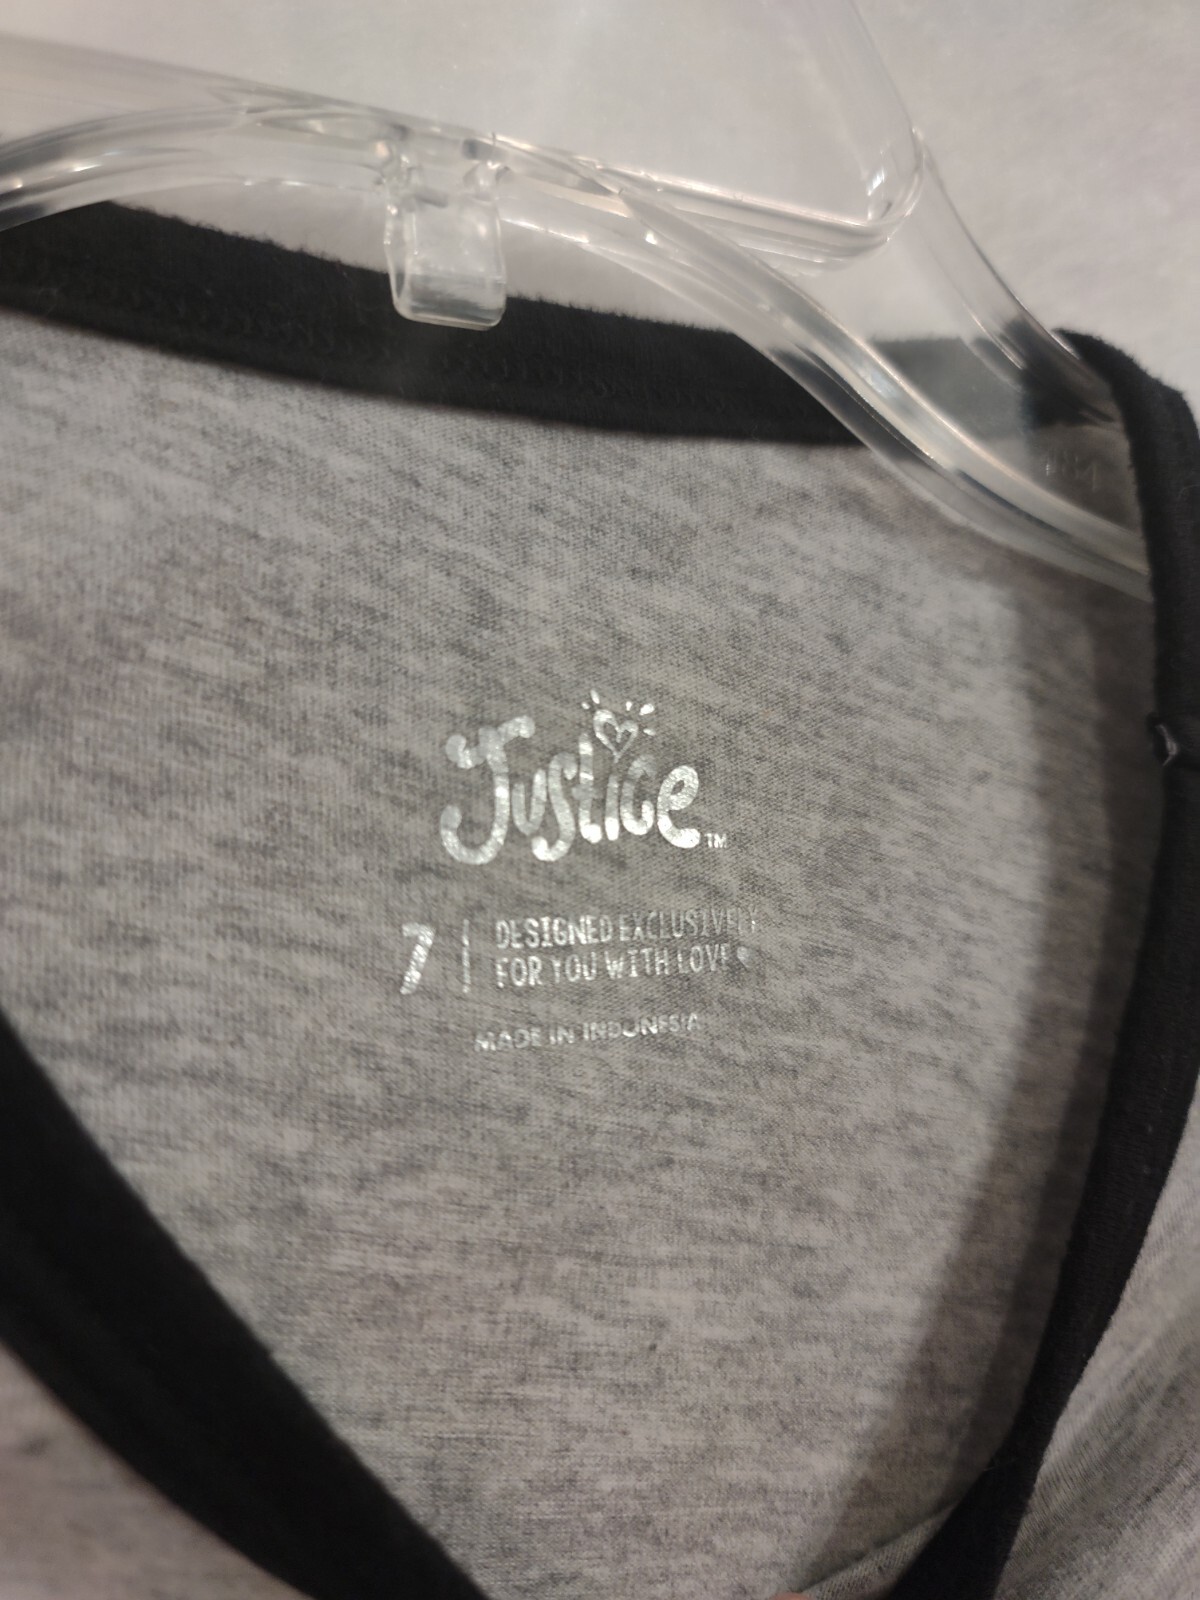 Justice™
7 | DESIGNED EXCLUSIVELY
FOR YOU WITH LOVE
MADE IN INDONESIA